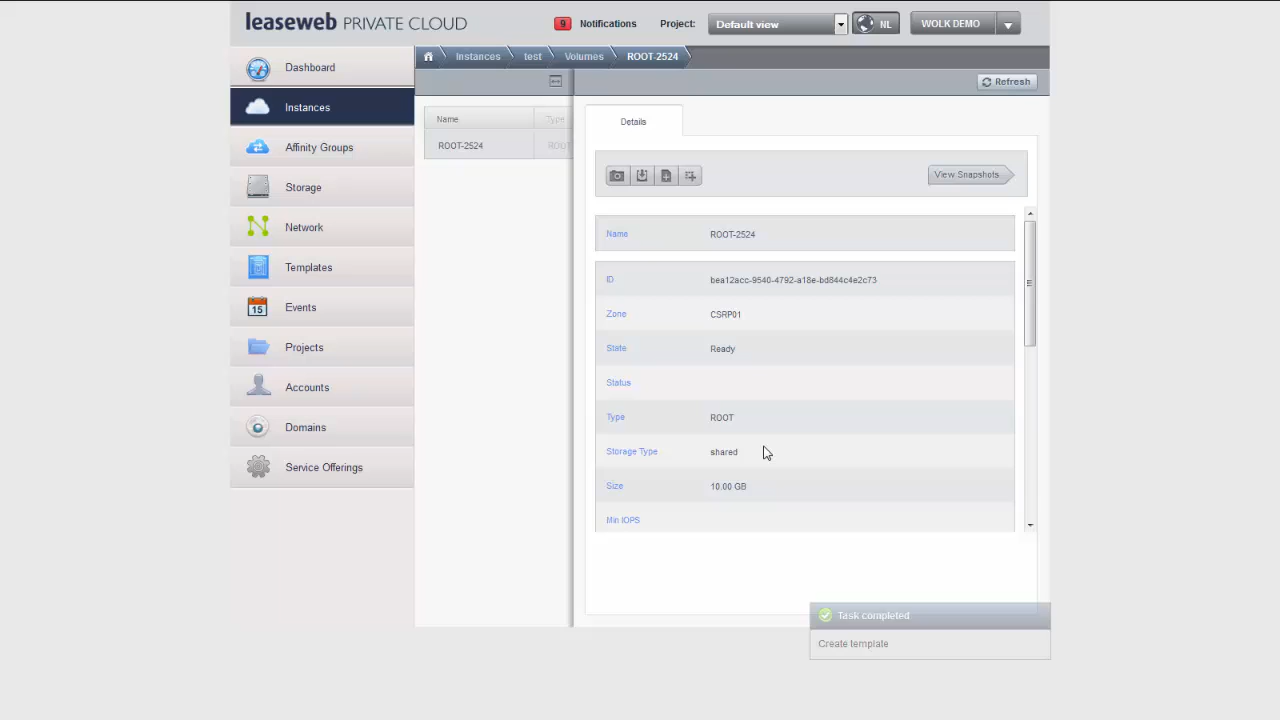 leaseweb PRIVATE CLOUD
9 Notifications Project: Default view NL WOLK DEMO
Dashboard
Instances
Affinity Groups
Storage
Network
Templates
15 Events
Projects
Accounts
Domains
Service Offerings
Instances test Volumes ROOT-2524
Refresh
Name Type
ROOT-2524 ROOT
Details
View Snapshots
Name ROOT-2524
ID bea12acc-9540-4792-a18e-bd844c4e2c73
Zone CSRP01
State Ready
Status
Type ROOT
Storage Type shared
Size 10.00 GB
Min IOPS
Task completed
Create template